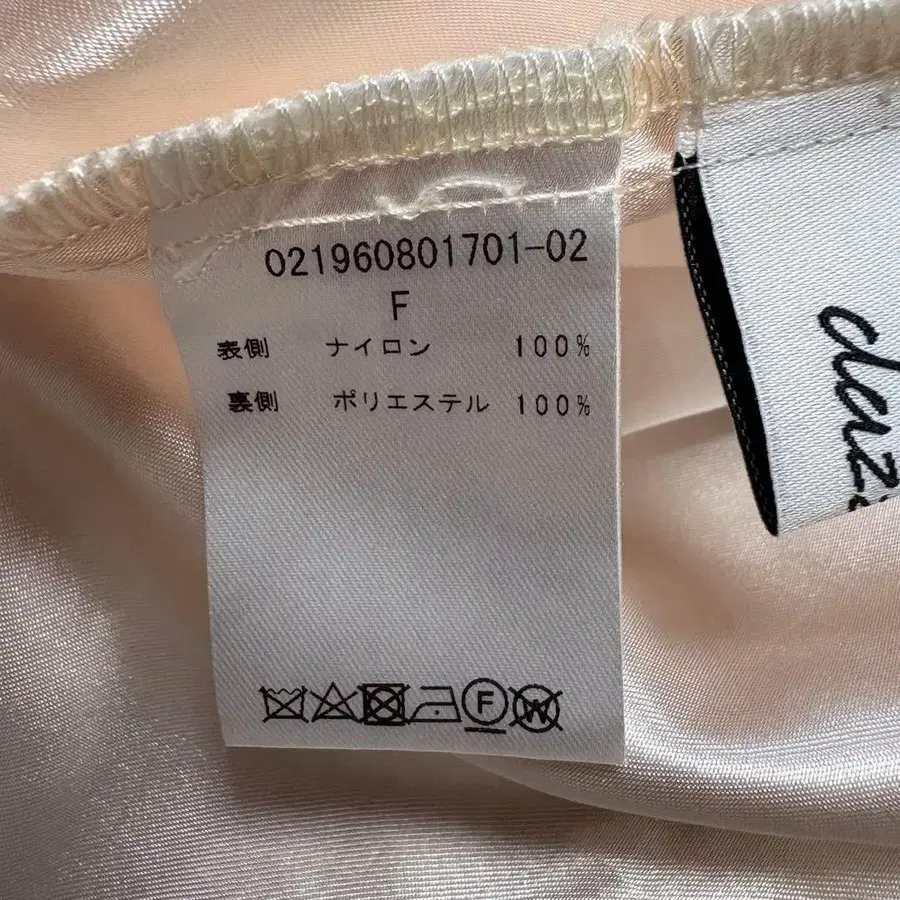 021960801701-02
F
表側 ナイロン 100%
裏側 ポリエステル 100%
F
W